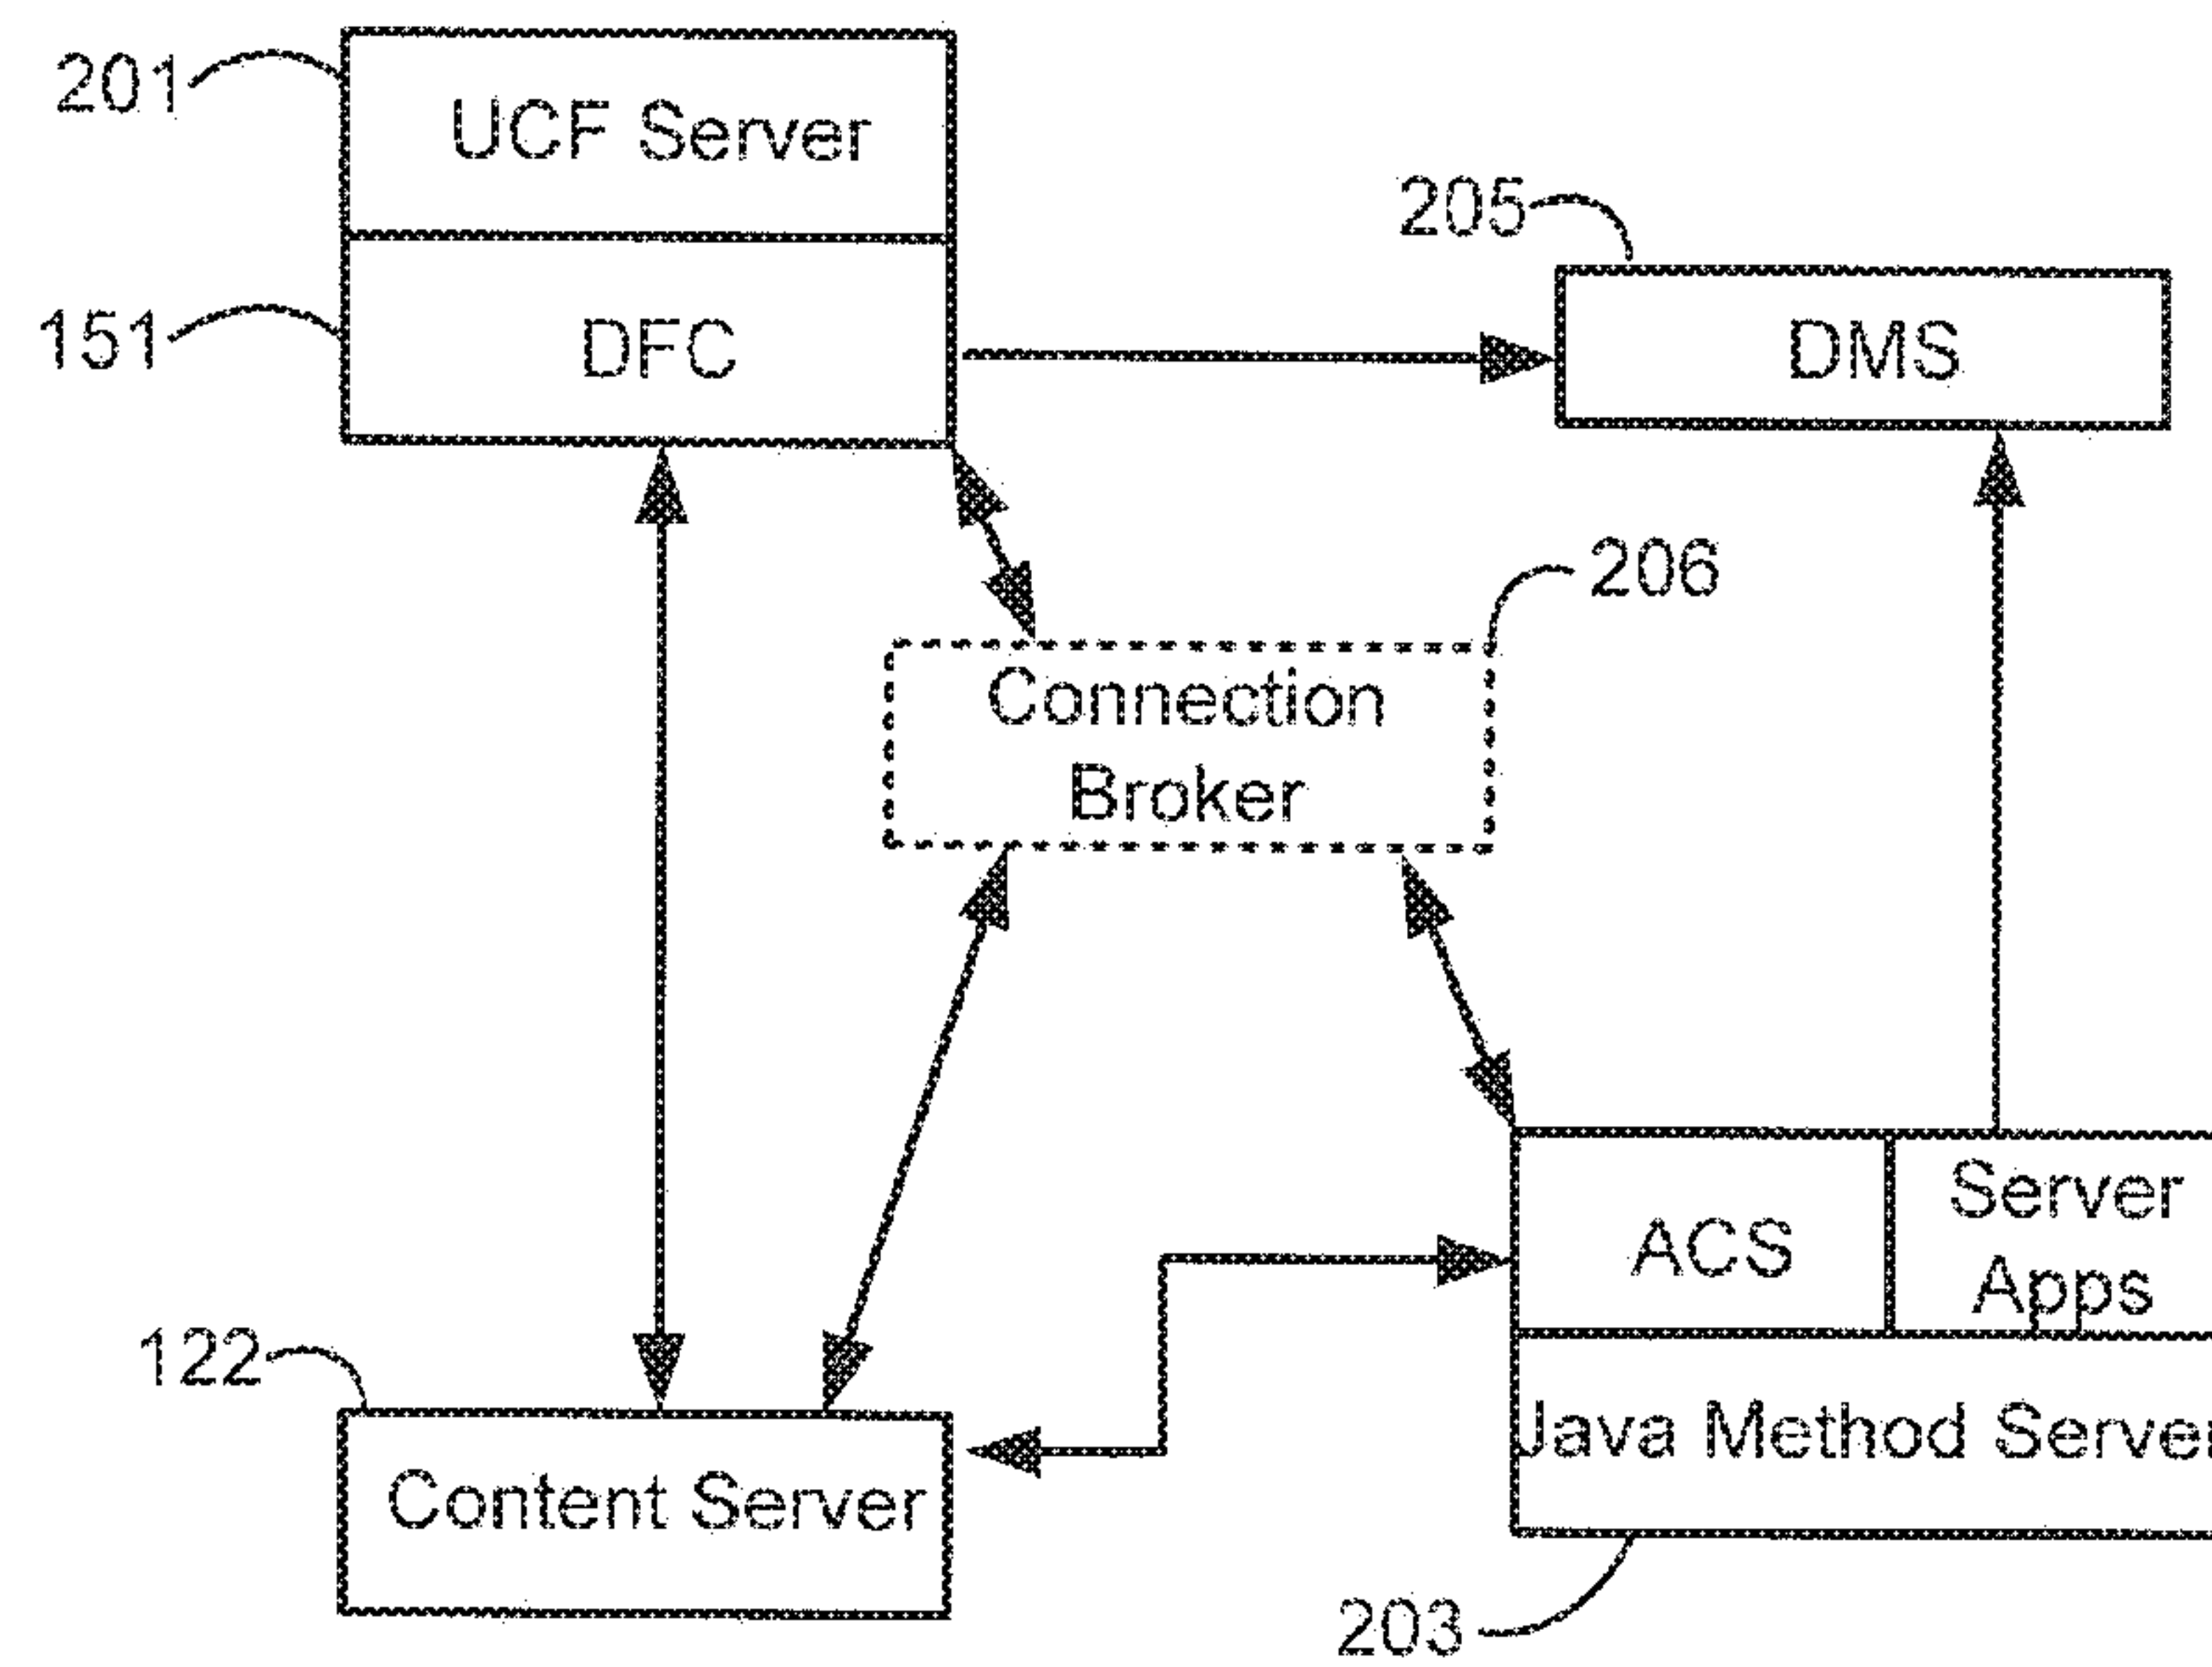 201
UCF Server
205
151
DFC
DMS
206
Connection
Broker
Server
ACS
Apps
122
Java Method Server
Content Server
203